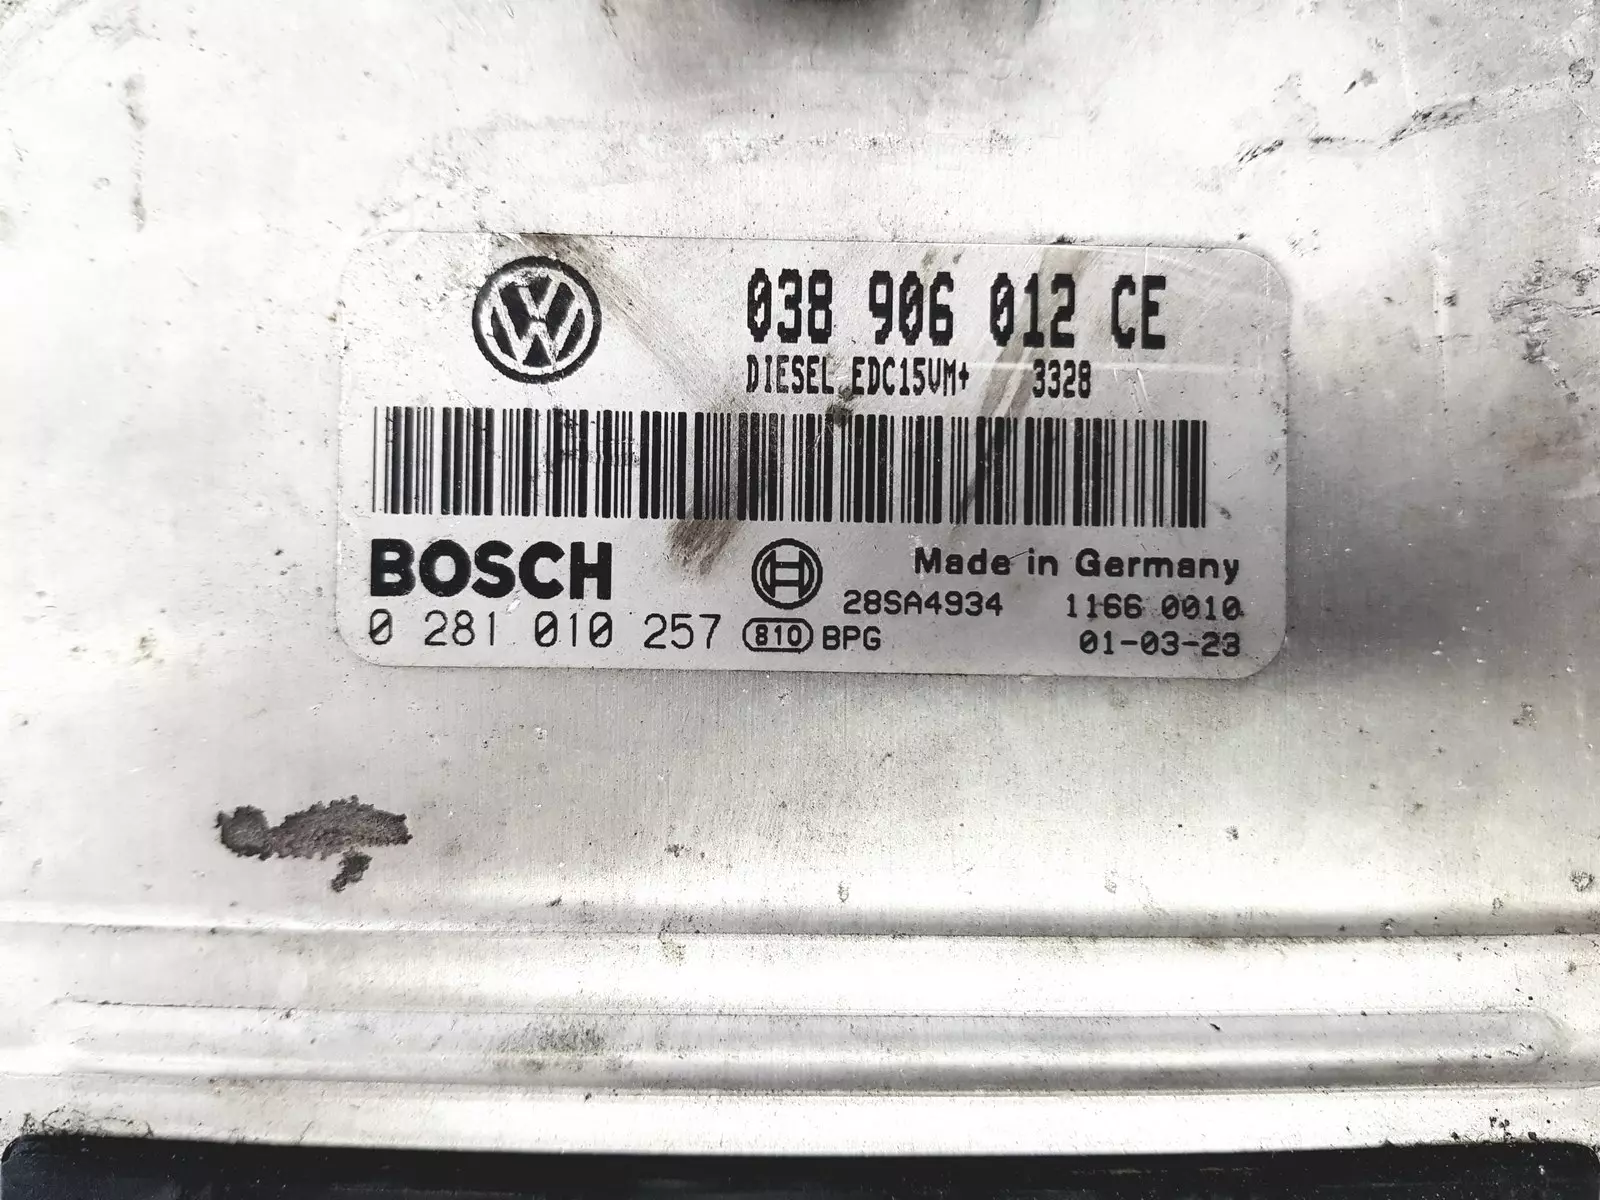 038 906 012 CE
DIESEL EDC15VM+ 3328
BOSCH
Made in Germany
28SA4934 1166 0010
0 281 010 257 810 BPG 01-03-23